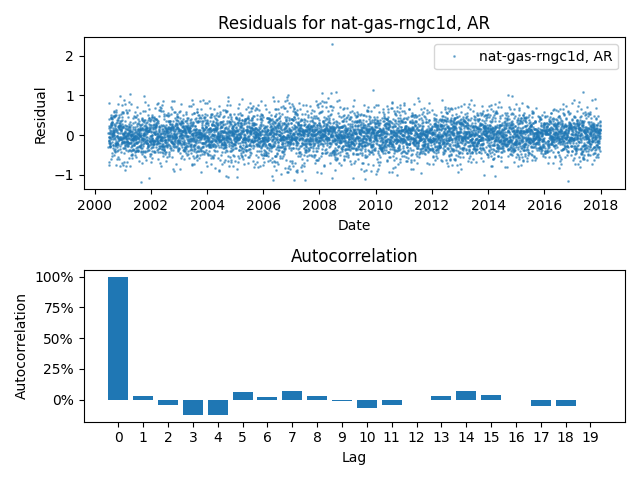 Residuals for nat-gas-rngc1d, AR
nat-gas-rngc1d, AR
Residual
2
1
0
−1
2000 2002 2004 2006 2008 2010 2012 2014 2016 2018
Date
Autocorrelation
Autocorrelation
100%
75%
50%
25%
0%
0 1 2 3 4 5 6 7 8 9 10 11 12 13 14 15 16 17 18 19
Lag